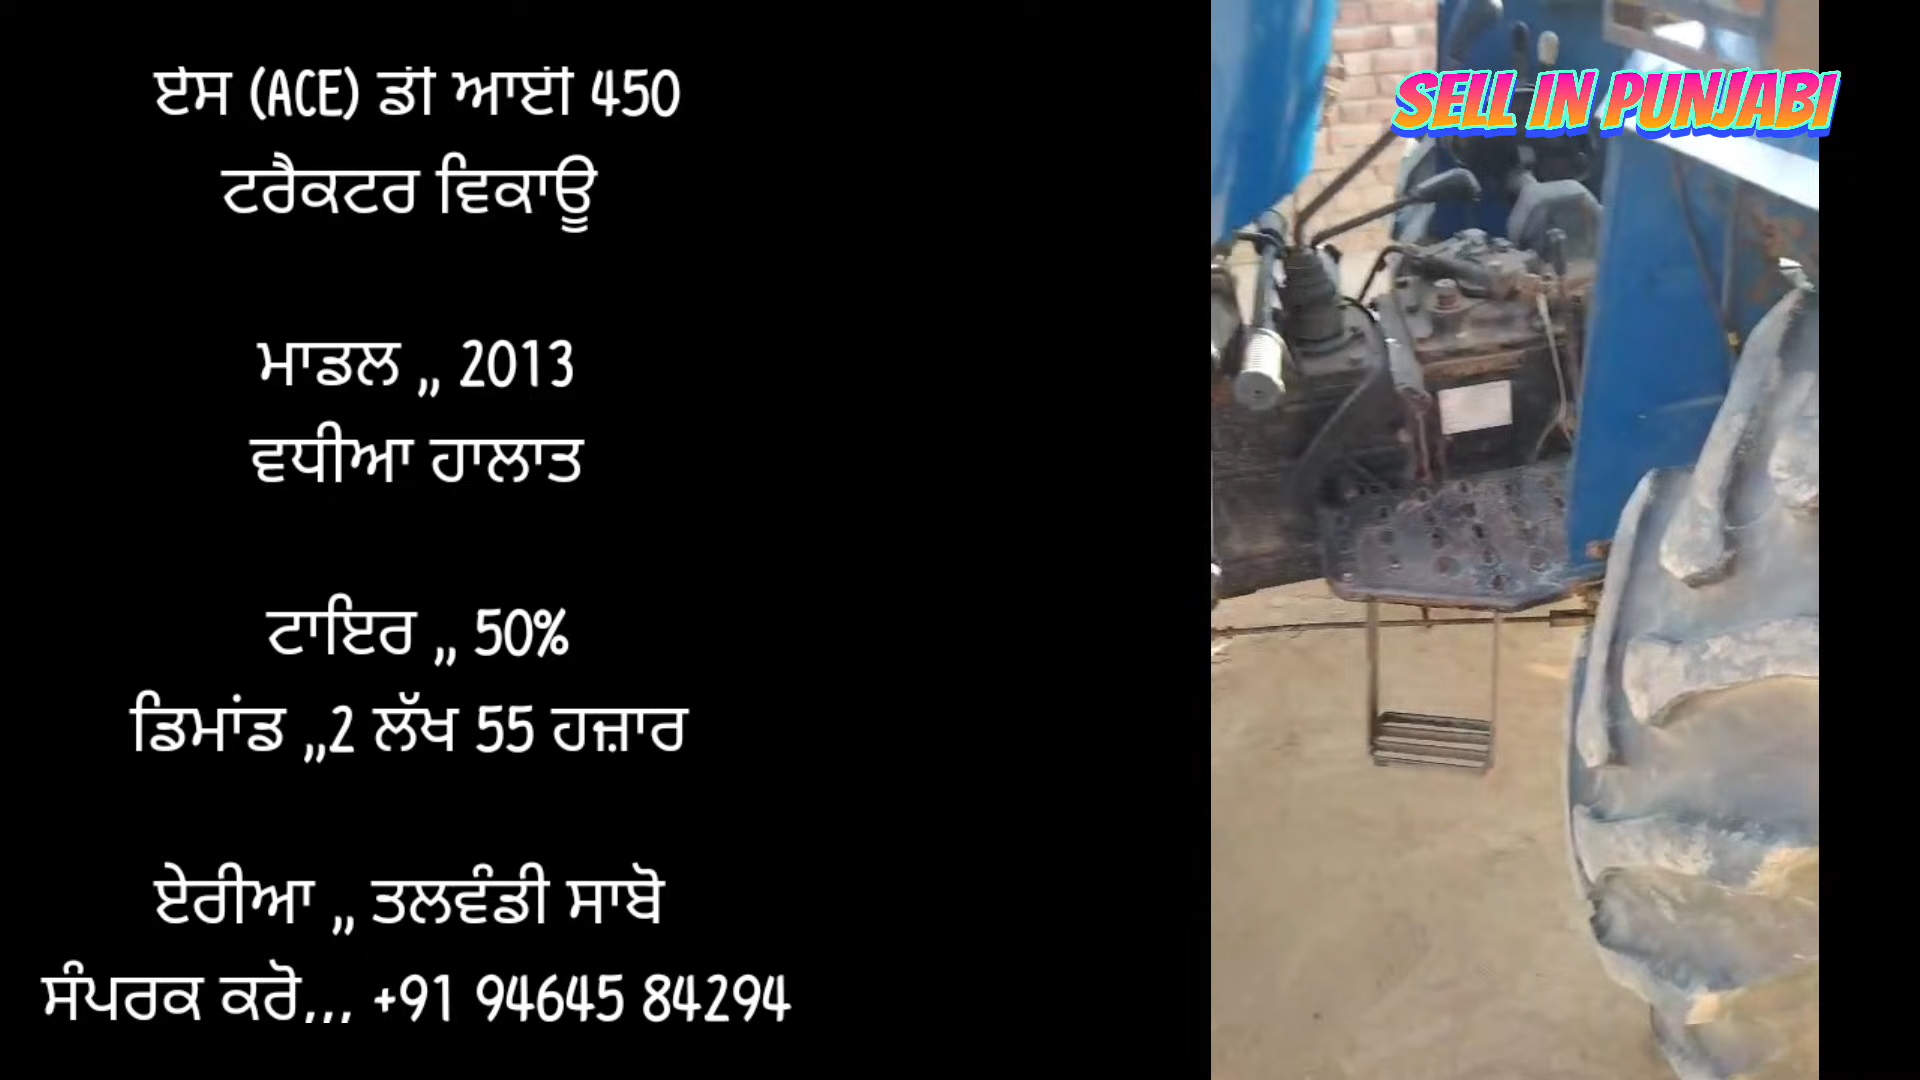 ਏਸ (ACE) ਡੀ ਆਈ 450
ਟਰੈਕਟਰ ਵਿਕਾਊ
ਮਾਡਲ ,, 2013
ਵਧੀਆ ਹਾਲਾਤ
ਟਾਇਰ ,, 50%
ਡਿਮਾਂਡ ,,2 ਲੱਖ 55 ਹਜ਼ਾਰ
ਏਰੀਆ ,, ਤਲਵੰਡੀ ਸਾਬੋ
ਸੰਪਰਕ ਕਰੋ,,, +91 94645 84294
SELL IN PUNJABI